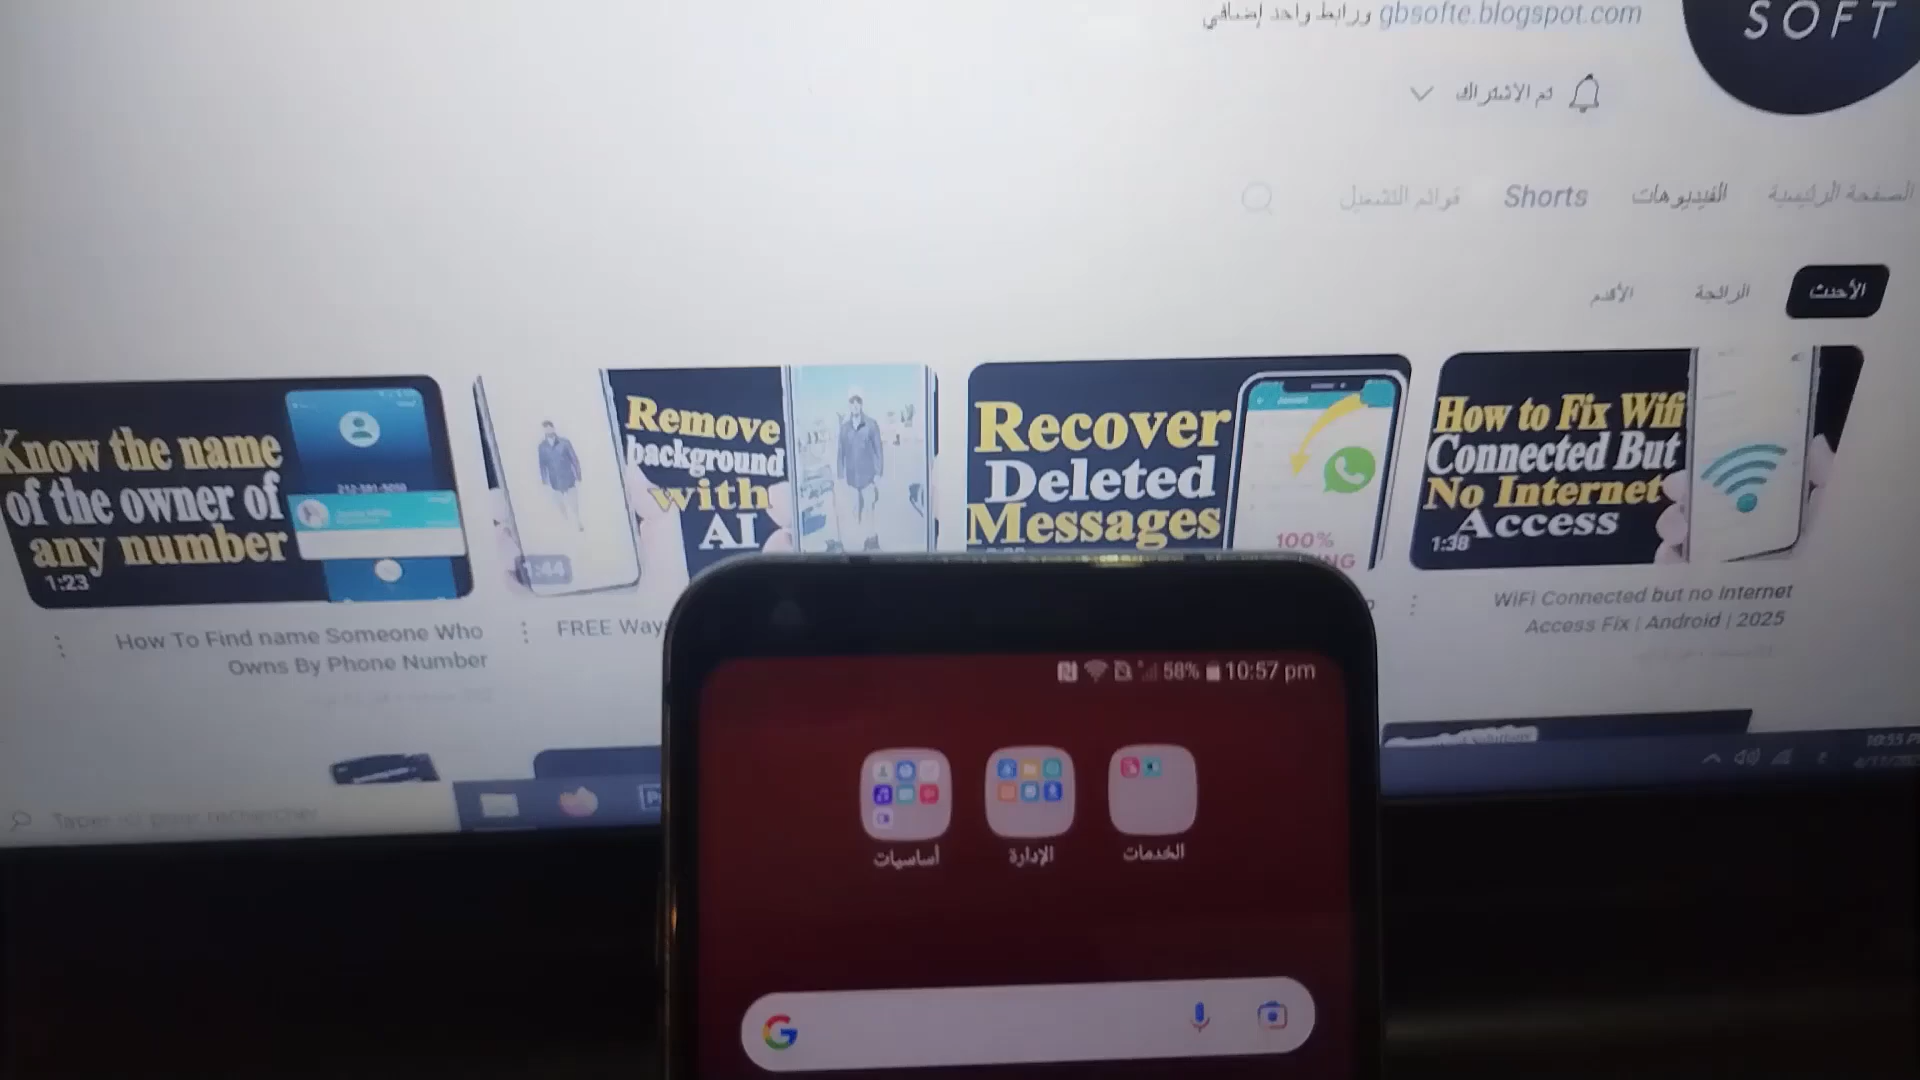 SOFT
gbsofte.blogspot.com ورابط واحد إضافي
تم الاشتراك
الصفحة الرئيسية
الفيديوهات
Shorts
قوائم التشغيل
الأحدث
الرائجة
الأقدم
Know the name
of the owner of
any number
1:23
Remove
background
with
AI
1:44
Recover
Deleted
Messages
100%
How to Fix Wifi
Connected But
No Internet
Access
1:38
How To Find name Someone Who
Owns By Phone Number
FREE Ways
WiFi Connected but no Internet
Access Fix | Android | 2025
10:55 PM
58% 10:57 pm
أساسيات
الإدارة
الخدمات